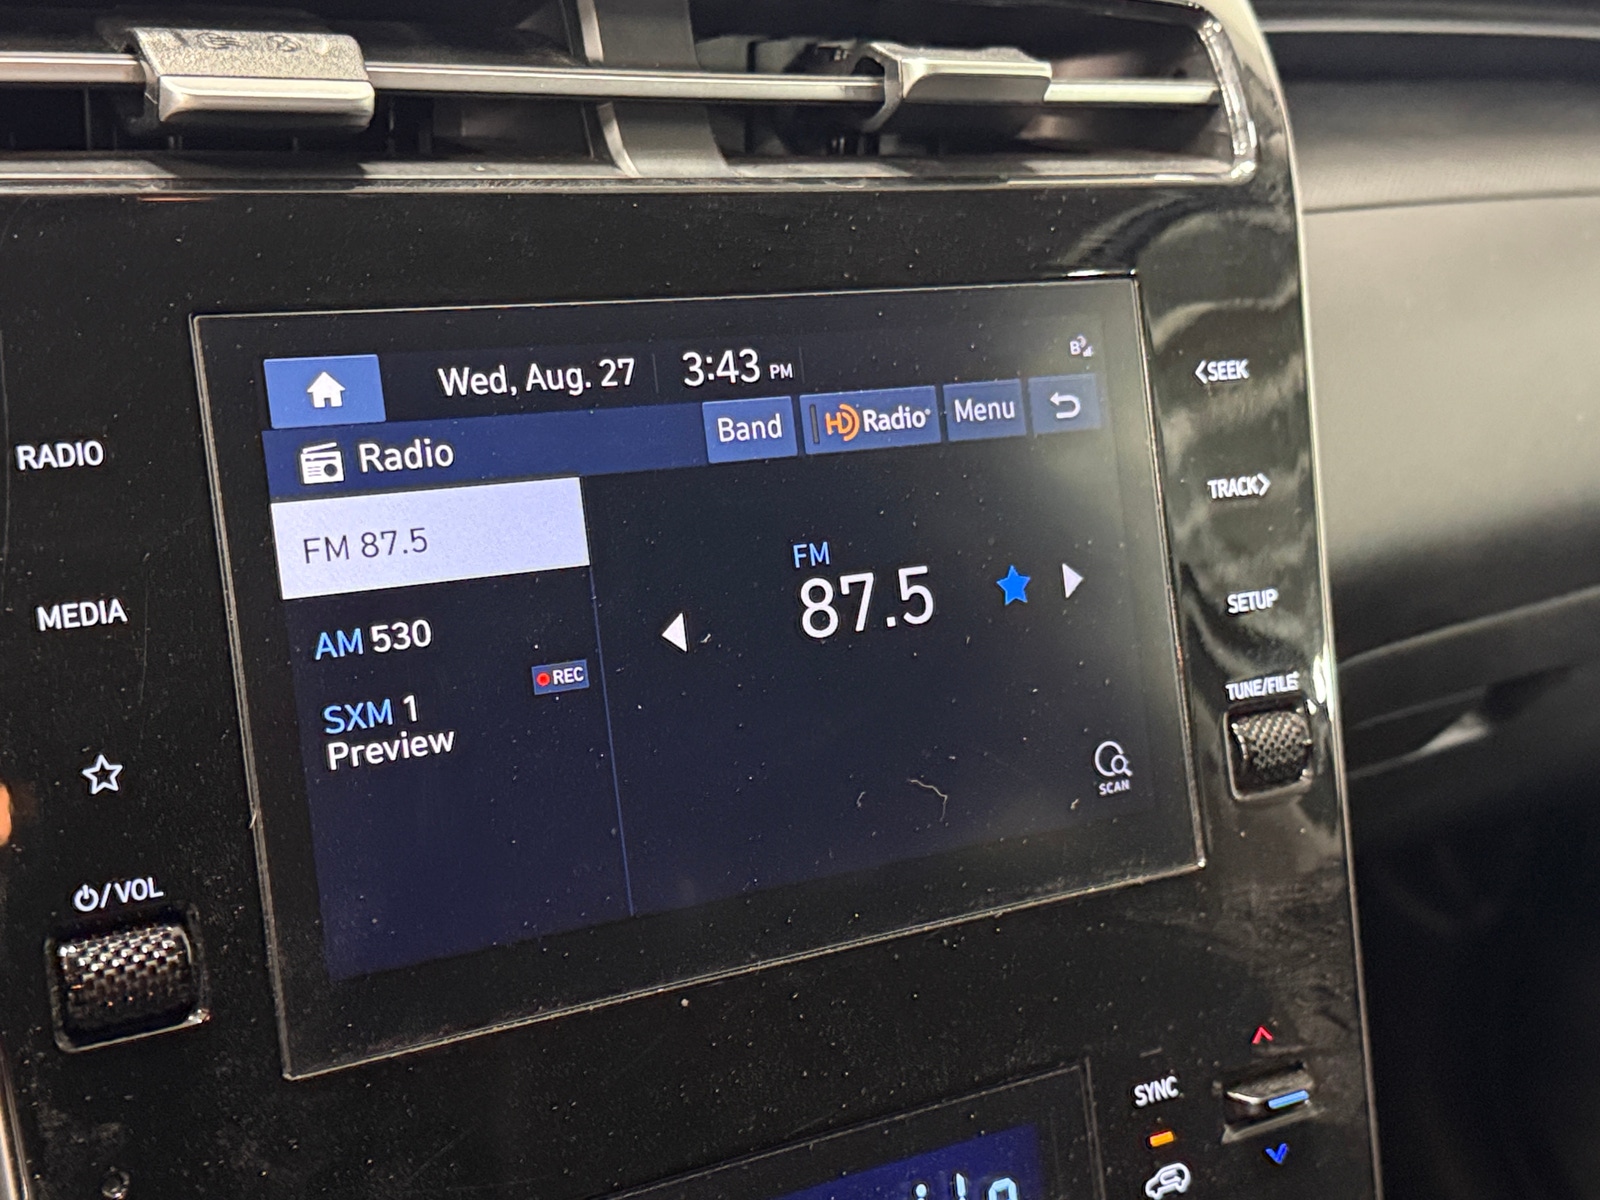 Wed, Aug. 27 3:43 PM
Radio Band HD Radio Menu
FM 87.5
AM 530
REC
SXM 1
Preview
FM
87.5
SCAN
RADIO
MEDIA
/VOL
SEEK
TRACK
SETUP
TUNE/FILE
SYNC